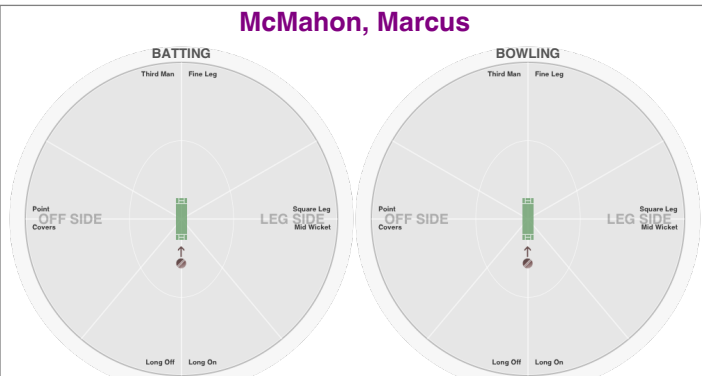 McMahon, Marcus
BATTING
Third Man
Fine Leg
Point
OFF SIDE
Covers
Square Leg
LEG SIDE
Mid Wicket
Long Off
Long On
BOWLING
Third Man
Fine Leg
Point
OFF SIDE
Covers
Square Leg
LEG SIDE
Mid Wicket
Long Off
Long On